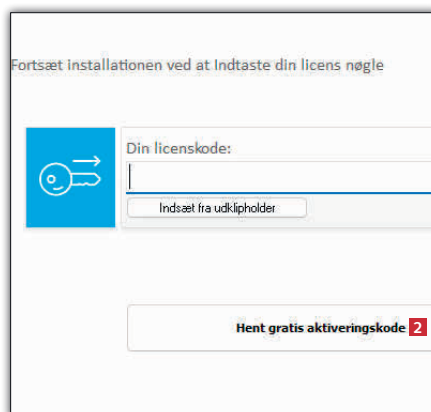 Fortsæt installationen ved at Indtaste din licens nøgle
Din licenskode:
Indsæt fra udklipholder
Hent gratis aktiveringskode 2